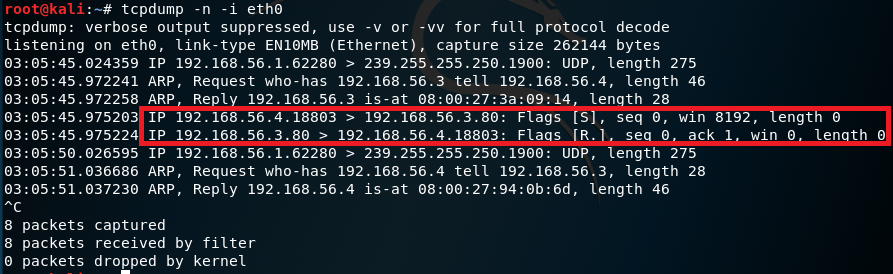 root@kali:~# tcpdump -n -i eth0
tcpdump: verbose output suppressed, use -v or -vv for full protocol decode
listening on eth0, link-type EN10MB (Ethernet), capture size 262144 bytes
03:05:45.024359 IP 192.168.56.1.62280 > 239.255.255.250.1900: UDP, length 275
03:05:45.972241 ARP, Request who-has 192.168.56.3 tell 192.168.56.4, length 46
03:05:45.972258 ARP, Reply 192.168.56.3 is-at 08:00:27:3a:09:14, length 28
03:05:45.975203 IP 192.168.56.4.18803 > 192.168.56.3.80: Flags [S], seq 0, win 8192, length 0
03:05:45.975224 IP 192.168.56.3.80 > 192.168.56.4.18803: Flags [R.], seq 0, ack 1, win 0, length 0
03:05:50.026595 IP 192.168.56.1.62280 > 239.255.255.250.1900: UDP, length 275
03:05:51.036686 ARP, Request who-has 192.168.56.4 tell 192.168.56.3, length 28
03:05:51.037230 ARP, Reply 192.168.56.4 is-at 08:00:27:94:0b:6d, length 46
^C
8 packets captured
8 packets received by filter
0 packets dropped by kernel